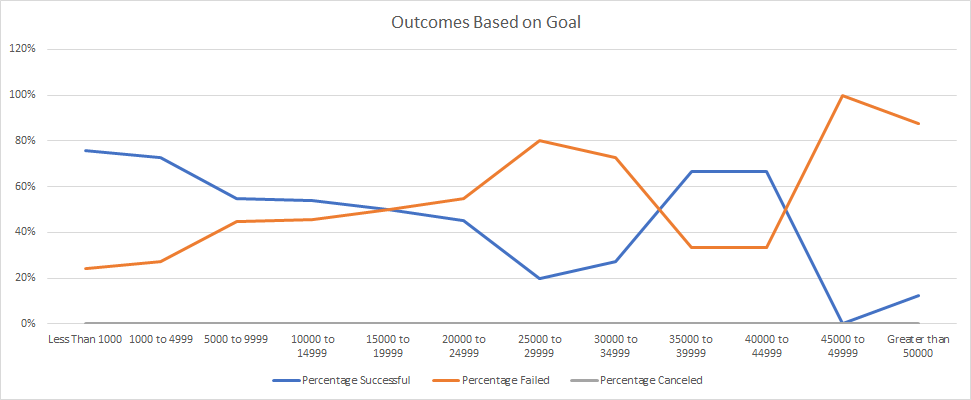 Outcomes Based on Goal
120%
100%
80%
60%
40%
20%
0%
Less Than 1000
1000 to 4999
5000 to 9999
10000 to
14999
15000 to
19999
20000 to
24999
25000 to
29999
30000 to
34999
35000 to
39999
40000 to
44999
45000 to
49999
Greater than
50000
Percentage Successful
Percentage Failed
Percentage Canceled